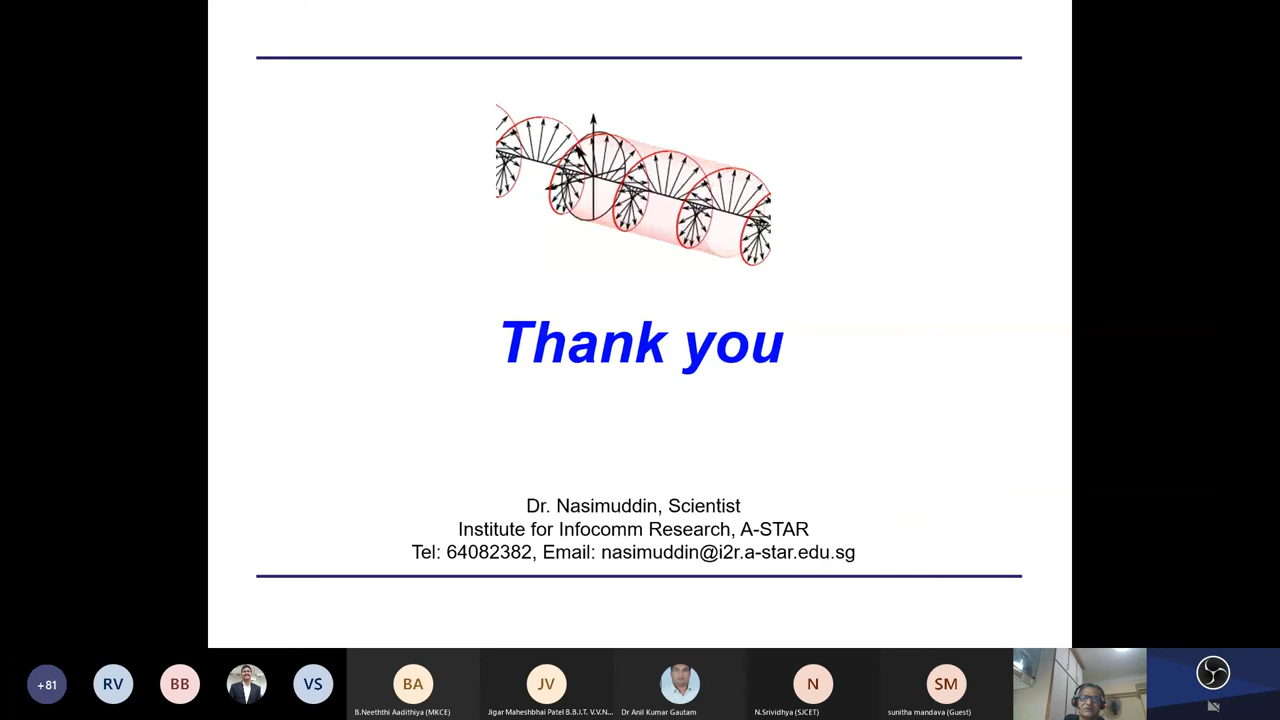 Thank you
Dr. Nasimuddin, Scientist
Institute for Infocomm Research, A-STAR
Tel: 64082382, Email: nasimuddin@i2r.a-star.edu.sg
+81
RV
BB
VS
BA
B.Neeththi Aadithiya (MKCE)
JV
Jigar Maheshbhai Patel B.B.I.T. V.V.N...
Dr Anil Kumar Gautam
N
N.Srividhya (SJCET)
SM
sunitha mandava (Guest)